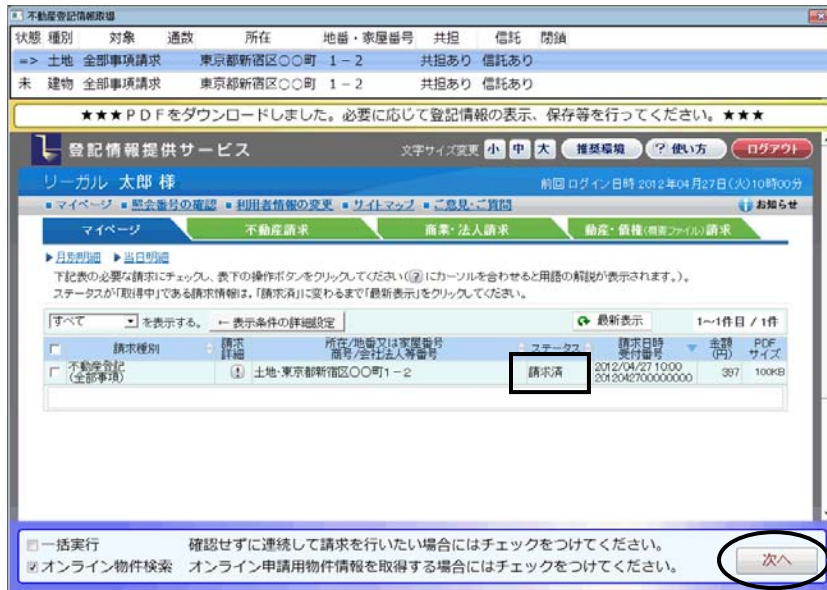 不動産登記情報取得
状態 種別 対象 通数 所在 地番・家屋番号 共担 信託 閉鎖
=> 土地 全部事項請求 東京都新宿区〇〇町 1-2 共担あり 信託あり
未 建物 全部事項請求 東京都新宿区〇〇町 1-2 共担あり 信託あり
★★★PDFをダウンロードしました。必要に応じて登記情報の表示、保存等を行ってください。★★★
登記情報提供サービス 文字サイズ変更 小 中 大 推奨環境 ? 使い方 ログアウト
リーガル 太郎 様 前回ログイン日時 2012年04月27日(火)10時00分
■マイページ ■照会番号の確認 ■利用者情報の変更 ■サイトマップ ■ご意見・ご質問 お知らせ
マイページ 不動産請求 商業・法人請求 動産・債権(概要ファイル)請求
▶月別明細 ▶当日明細
下記表の必要な請求にチェックし、表下の操作ボタンをクリックしてください(?にカーソルを合わせると用語の解説が表示されます。)。
ステータスが「取得中」である請求情報は、「請求済」に変わるまで「最新表示」をクリックしてください。
すべて を表示する。 ←表示条件の詳細設定 最新表示 1~1件目 / 1件
請求種別 請求詳細 所在/地番又は家屋番号 商号/会社法人等番号 ステータス 請求日時 受付番号 金額(円) PDFサイズ
不動産登記(全部事項) 土地・東京都新宿区〇〇町1-2 請求済 2012/04/27 10:00 2012042700000000 397 100KB
一括実行 確認せずに連続して請求を行いたい場合にはチェックをつけてください。
オンライン物件検索 オンライン申請用物件情報を取得する場合にはチェックをつけてください。
次へ